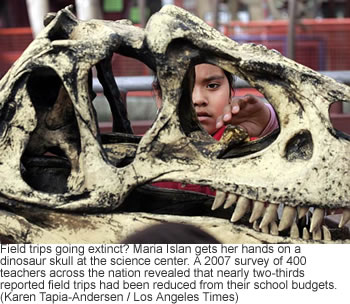 Field trips going extinct? Maria Islan gets her hands on a
dinosaur skull at the science center. A 2007 survey of 400
teachers across the nation revealed that nearly two-thirds
reported field trips had been reduced from their school budgets.
(Karen Tapia-Andersen / Los Angeles Times)